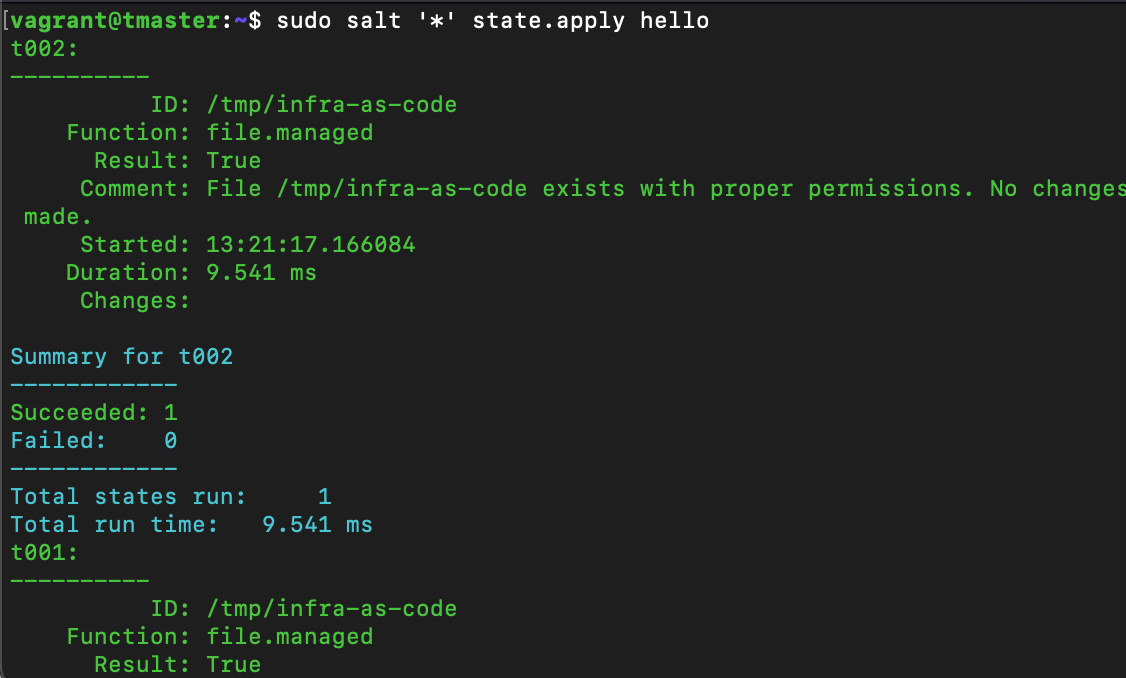 [vagrant@tmaster:~$ sudo salt '*' state.apply hello
t002:
----------
          ID: /tmp/infra-as-code
    Function: file.managed
      Result: True
     Comment: File /tmp/infra-as-code exists with proper permissions. No changes
 made.
     Started: 13:21:17.166084
    Duration: 9.541 ms
     Changes:

Summary for t002
------------
Succeeded: 1
Failed:    0
------------
Total states run:     1
Total run time:   9.541 ms
t001:
----------
          ID: /tmp/infra-as-code
    Function: file.managed
      Result: True